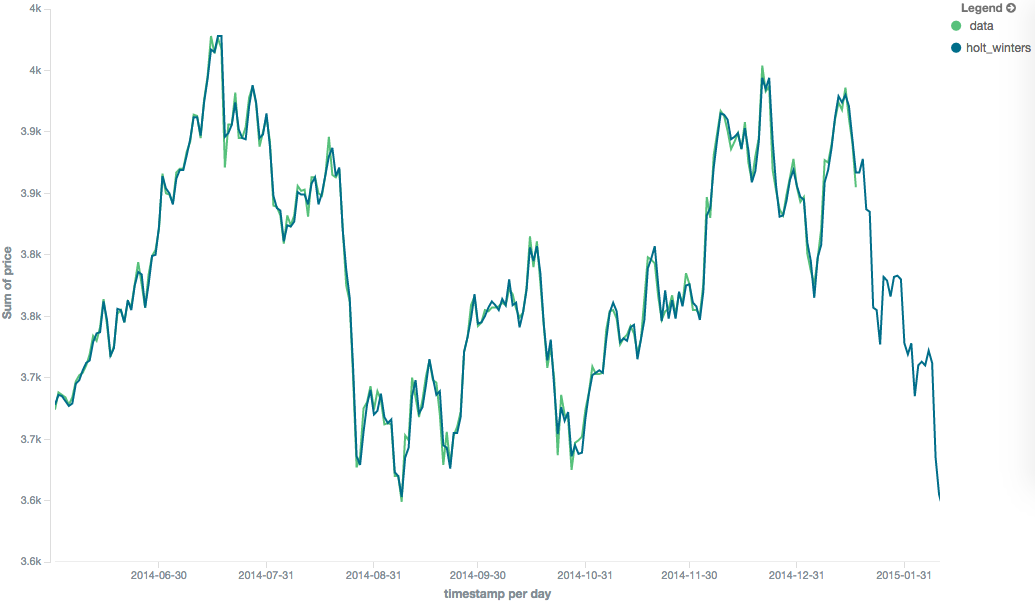 Legend
data
holt_winters
4k
4k
3.9k
3.9k
3.8k
3.8k
3.7k
3.7k
3.6k
3.6k
Sum of price
2014-06-30 2014-07-31 2014-08-31 2014-09-30 2014-10-31 2014-11-30 2014-12-31 2015-01-31
timestamp per day